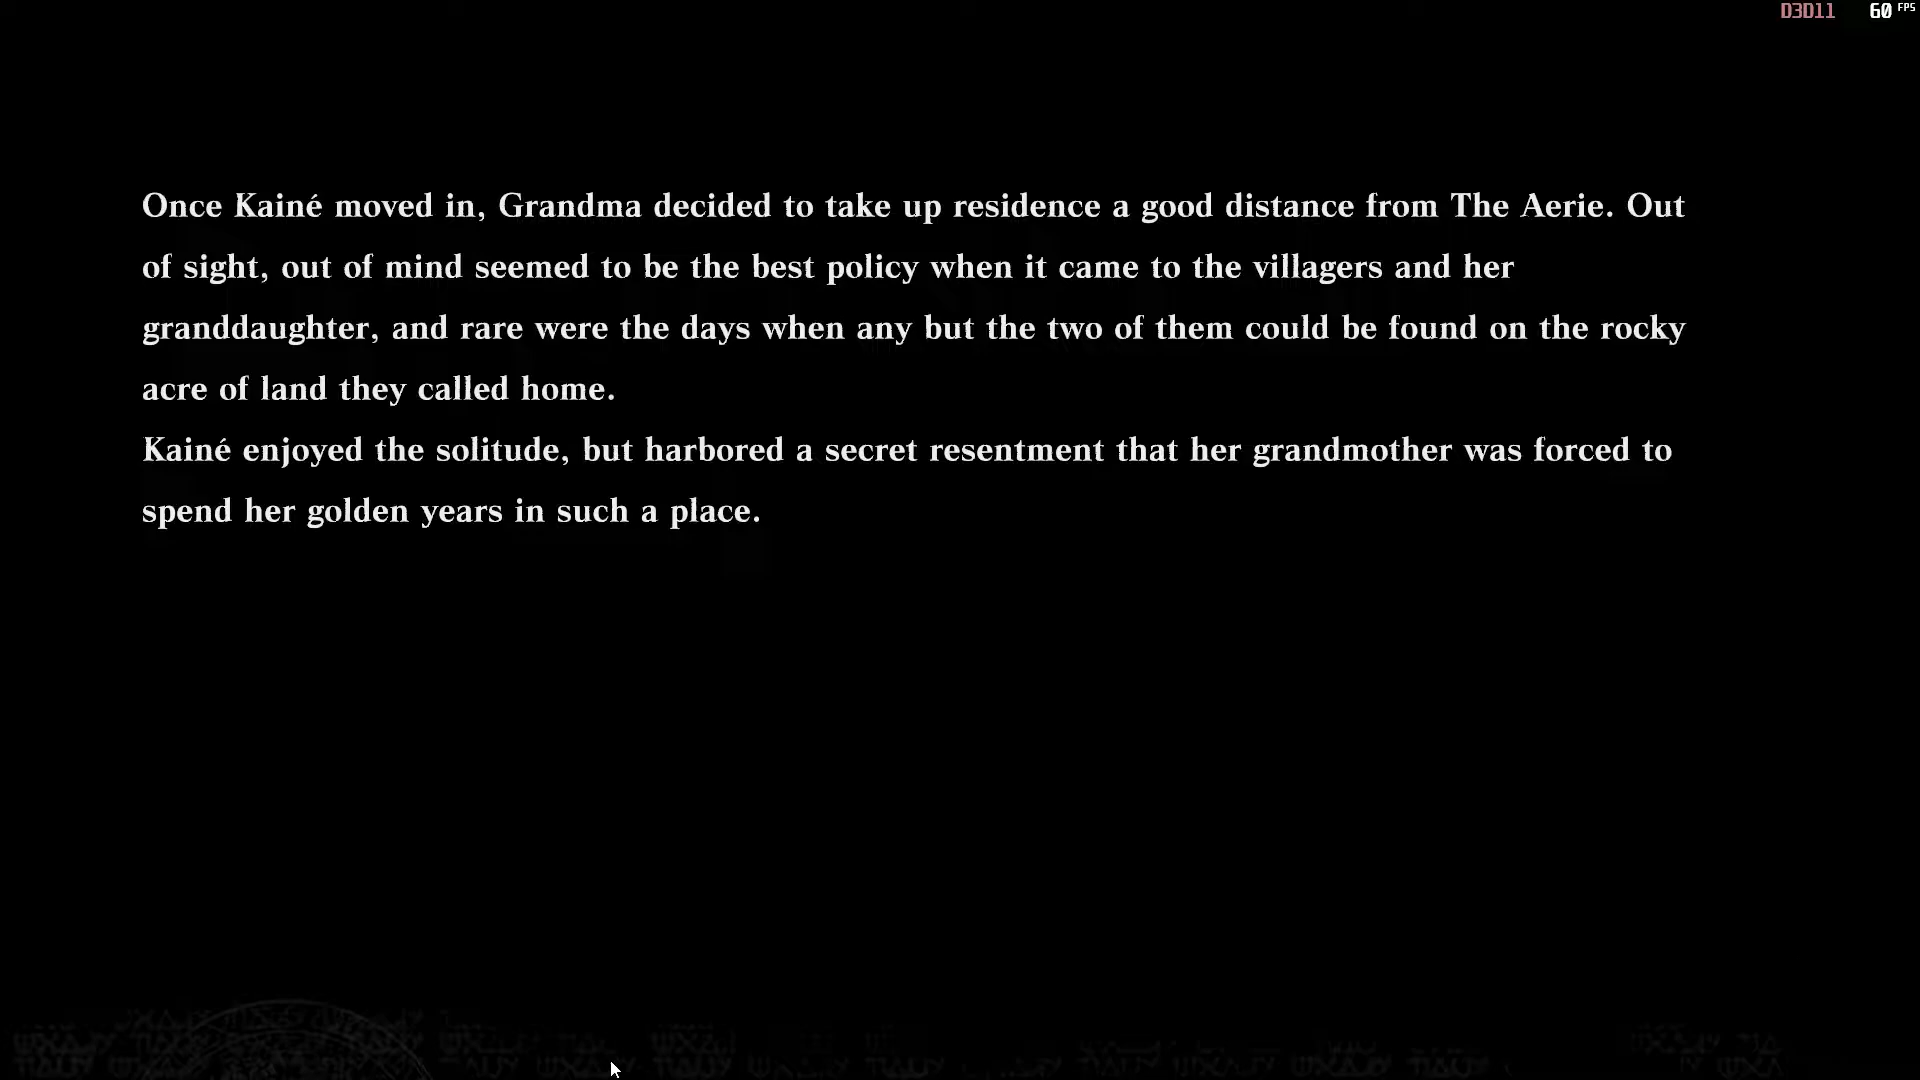 D3D11 60 FPS
Once Kainé moved in, Grandma decided to take up residence a good distance from The Aerie. Out
of sight, out of mind seemed to be the best policy when it came to the villagers and her
granddaughter, and rare were the days when any but the two of them could be found on the rocky
acre of land they called home.
Kainé enjoyed the solitude, but harbored a secret resentment that her grandmother was forced to
spend her golden years in such a place.